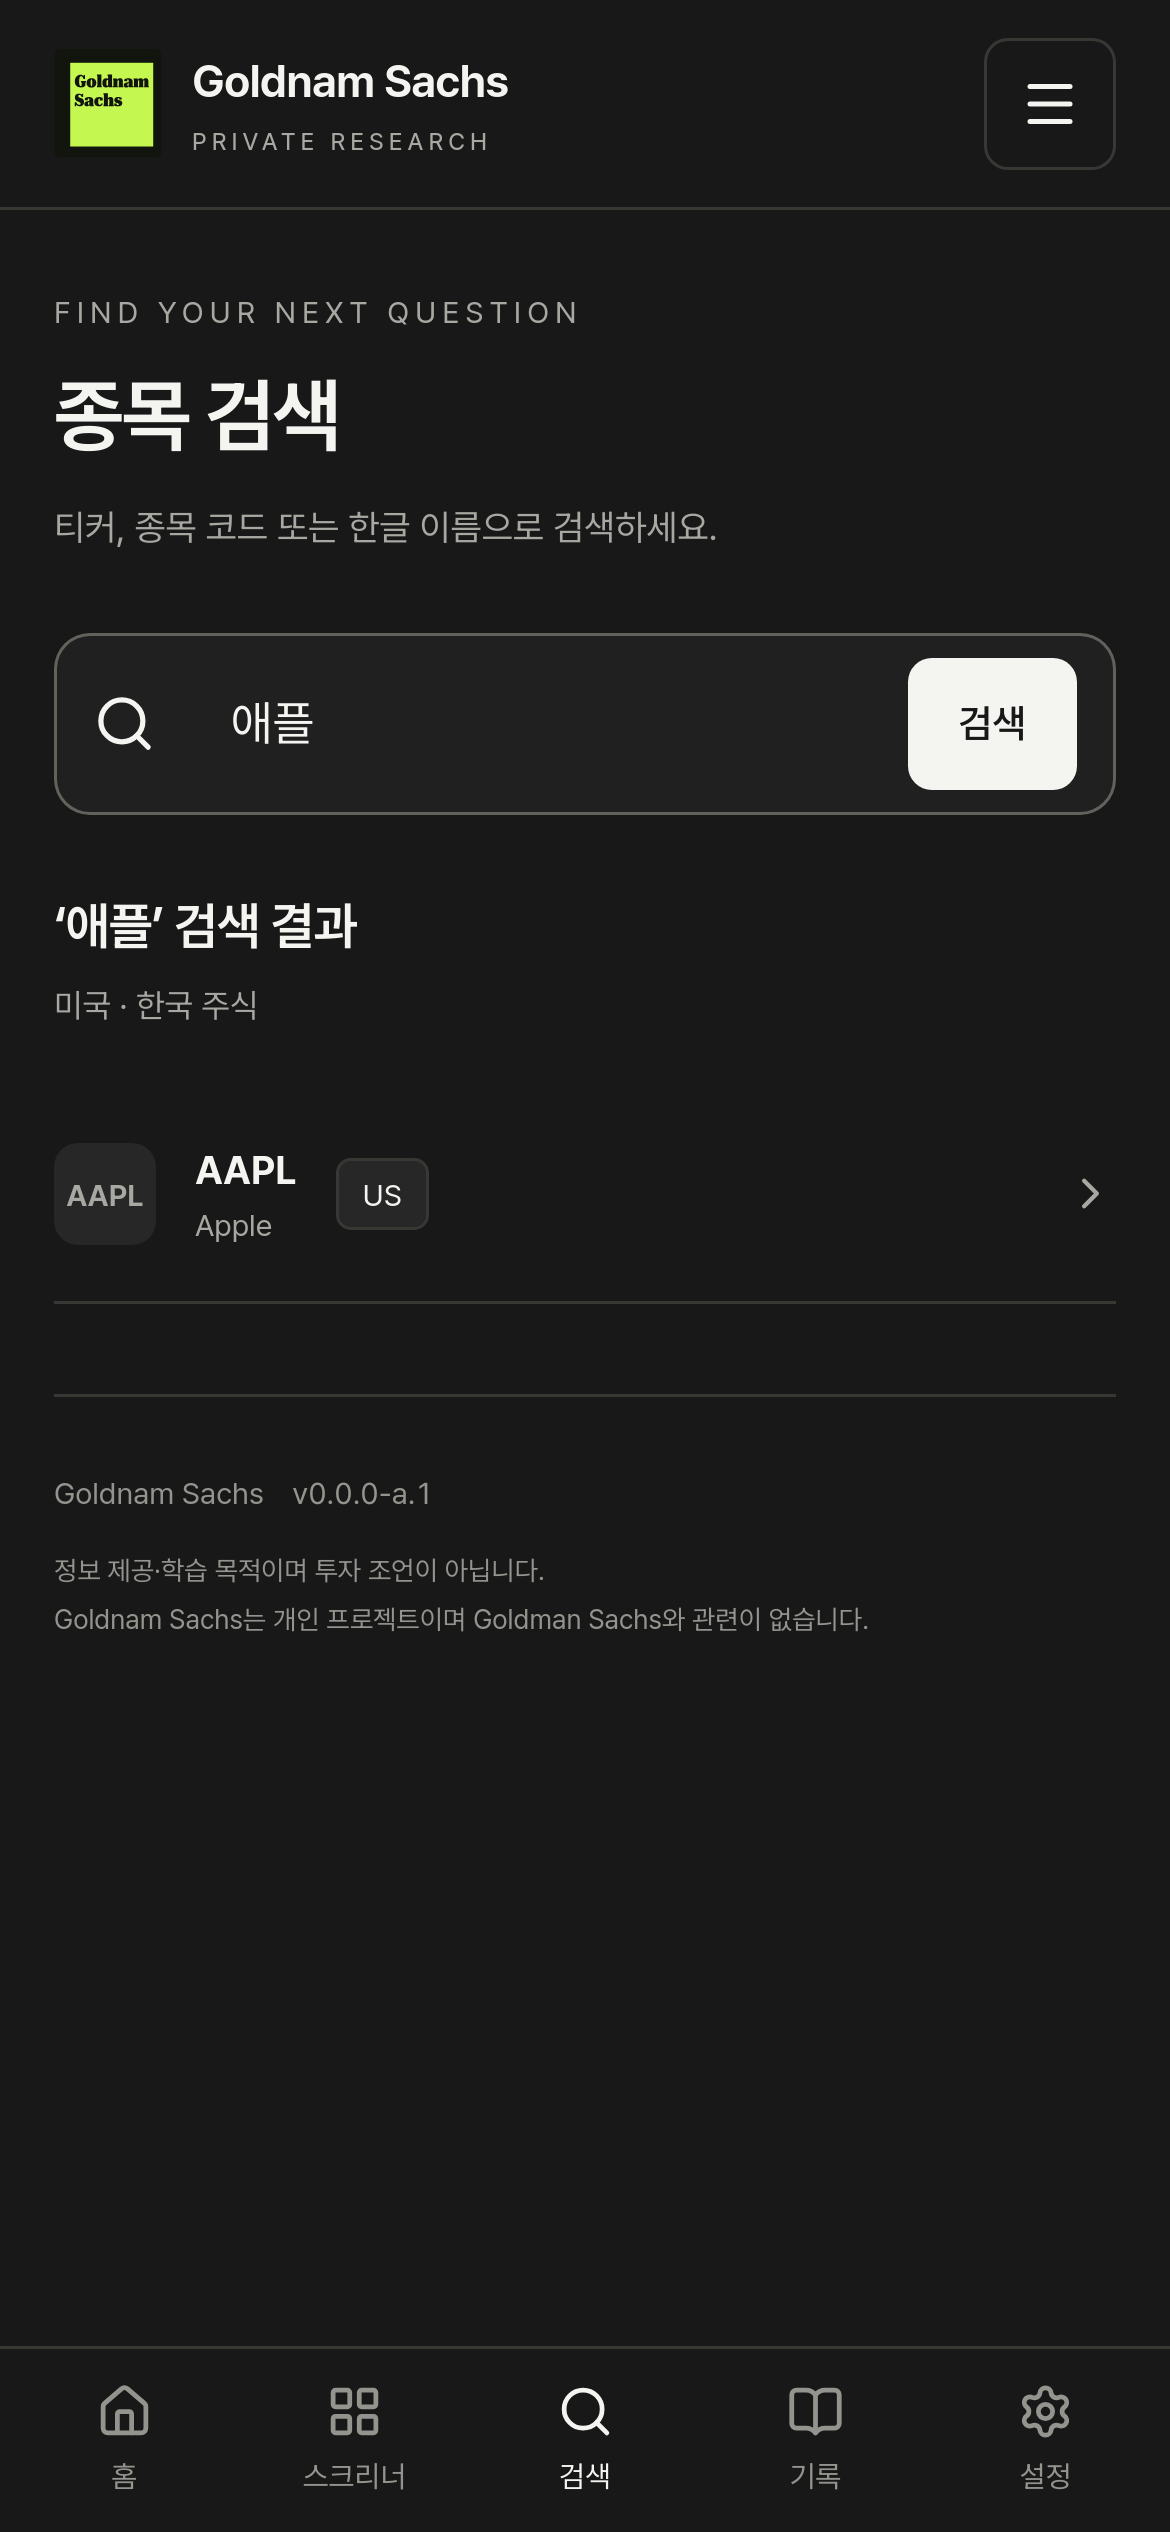 Goldnam
Sachs
Goldnam Sachs
PRIVATE RESEARCH
FIND YOUR NEXT QUESTION
종목 검색
티커, 종목 코드 또는 한글 이름으로 검색하세요.
애플
검색
‘애플’ 검색 결과
미국 · 한국 주식
AAPL
AAPL
Apple
US
Goldnam Sachs v0.0.0-a.1
정보 제공·학습 목적이며 투자 조언이 아닙니다.
Goldnam Sachs는 개인 프로젝트이며 Goldman Sachs와 관련이 없습니다.
홈
스크리너
검색
기록
설정